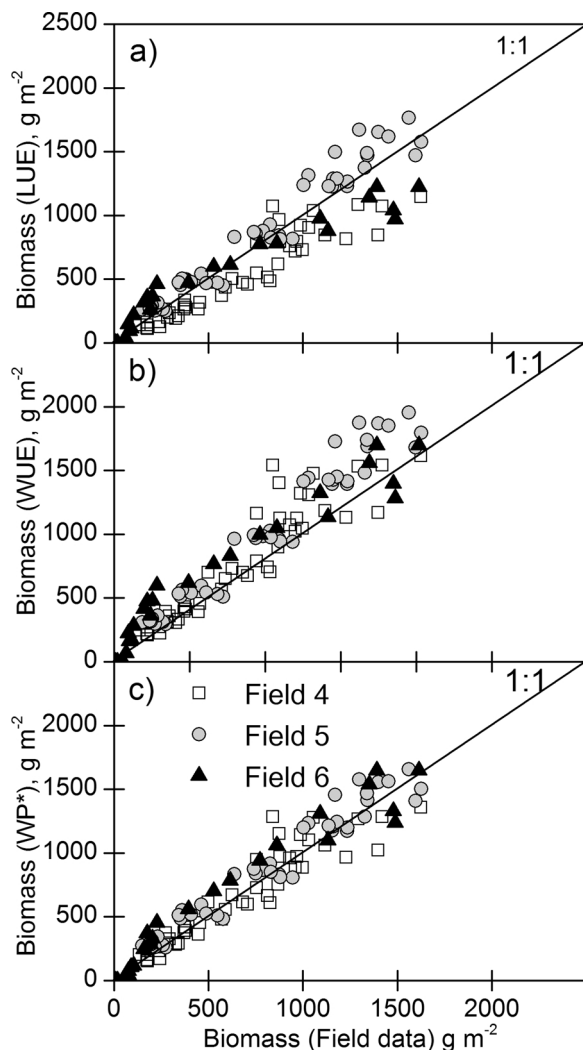 2500
a)
1:1
2000
1500
1000
500
0
Biomass (LUE), g m-2
b)
1:1
2000
1500
1000
500
0
Biomass (WUE), g m-2
c)
1:1
Field 4
Field 5
Field 6
2000
1500
1000
500
0
Biomass (WP*), g m-2
0 500 1000 1500 2000
Biomass (Field data) g m-2